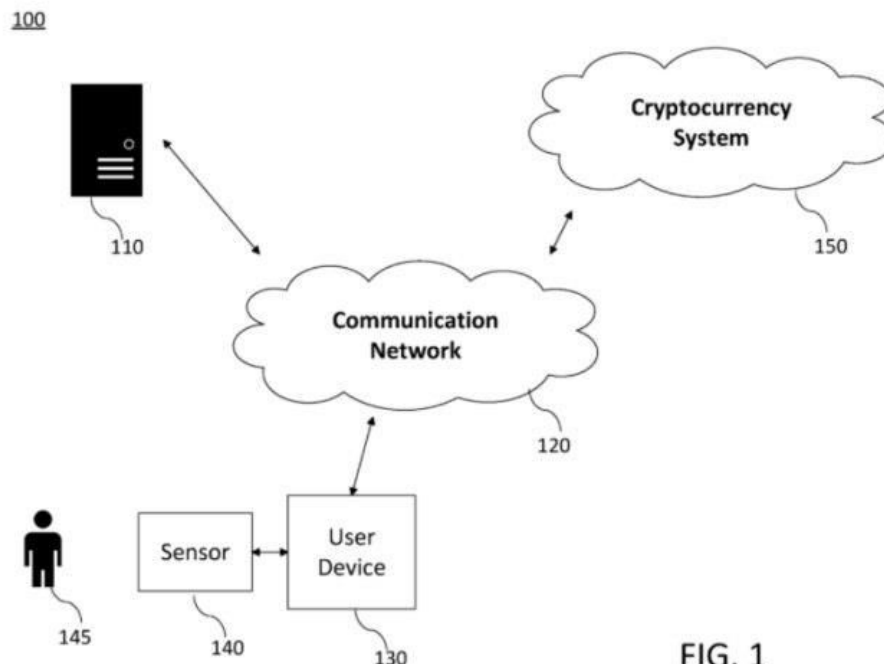 100
Cryptocurrency
System
110
150
Communication
Network
120
Sensor
User
Device
145
140
130
FIG. 1